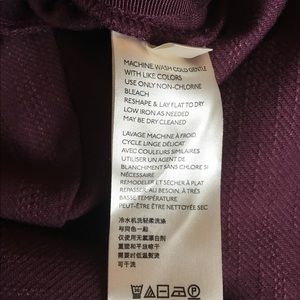 MACHINE WASH COLD GENTLE
WITH LIKE COLORS
USE ONLY NON-CHLORINE
BLEACH
RESHAPE & LAY FLAT TO DRY
LOW IRON AS NEEDED
MAY BE DRY CLEANED
LAVAGE MACHINE À FROID
CYCLE LINGE DÉLICAT
AVEC COULEURS SIMILAIRES
UTILISER UN AGENT DE
BLANCHIMENT SANS CHLORE SI
NÉCESSAIRE
REMODELER ET SÉCHER À PLAT
REPASSER, AU BESOIN, À TRÈS
BASSE TEMPÉRATURE
PEUT-ÊTRE ÊTRE NETTOYÉE SEC
冷水机洗轻柔洗涤
与同色一起
仅使用无氯漂白剂
重塑和平放晾干
需要时低温熨烫
可干洗